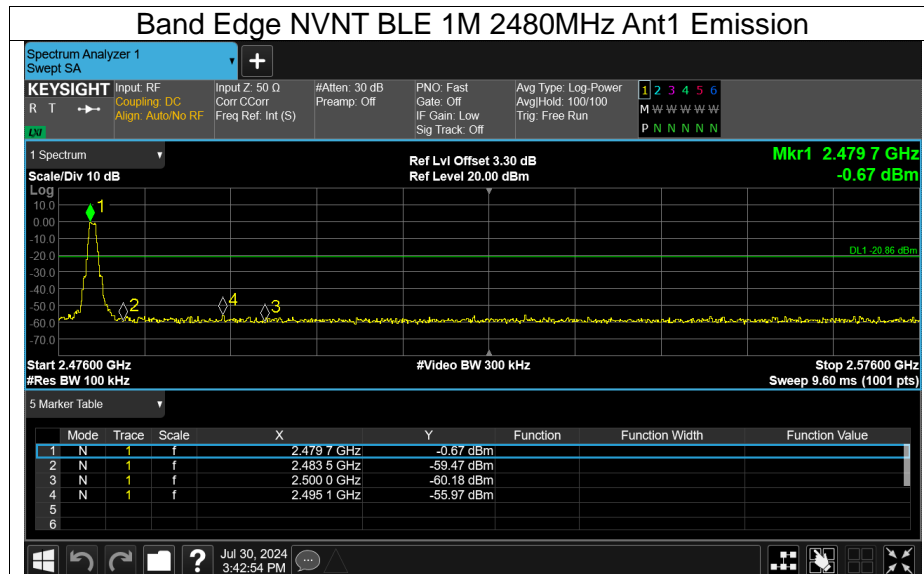 Band Edge NVNT BLE 1M 2480MHz Ant1 Emission
Spectrum Analyzer 1
Swept SA
+
KEYSIGHT
R T
LXI
Input: RF
Coupling: DC
Align: Auto/No RF
Input Z: 50 Ω
Corr CCorr
Freq Ref: Int (S)
#Atten: 30 dB
Preamp: Off
PNO: Fast
Gate: Off
IF Gain: Low
Sig Track: Off
Avg Type: Log-Power
Avg|Hold: 100/100
Trig: Free Run
1 2 3 4 5 6
M W W W W W
P N N N N N
1 Spectrum
Scale/Div 10 dB
Ref Lvl Offset 3.30 dB
Ref Level 20.00 dBm
Mkr1 2.479 7 GHz
-0.67 dBm
Log
10.0
0.00
-10.0
-20.0
-30.0
-40.0
-50.0
-60.0
-70.0
1
2
4
3
DL1 -20.86 dBm
Start 2.47600 GHz
#Res BW 100 kHz
#Video BW 300 kHz
Stop 2.57600 GHz
Sweep 9.60 ms (1001 pts)
5 Marker Table
Mode Trace Scale X Y Function Function Width Function Value
1 N 1 f 2.479 7 GHz -0.67 dBm
2 N 1 f 2.483 5 GHz -59.47 dBm
3 N 1 f 2.500 0 GHz -60.18 dBm
4 N 1 f 2.495 1 GHz -55.97 dBm
5
6
?
Jul 30, 2024
3:42:54 PM